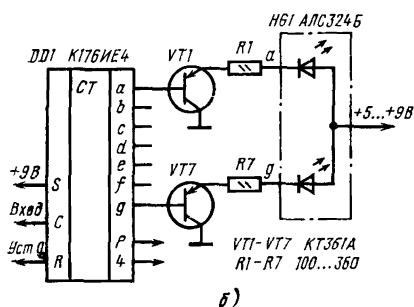 HG1 АЛС324Б
DD1 К176ИЕ4 VT1 R1 a
CT a
b
c
d
e
f
g
+5...+9В
VT7 R7 g
+9В S
Вход C
Уст 0 R
P
4
VT1-VT7 КТ361А
R1-R7 100...360
б)